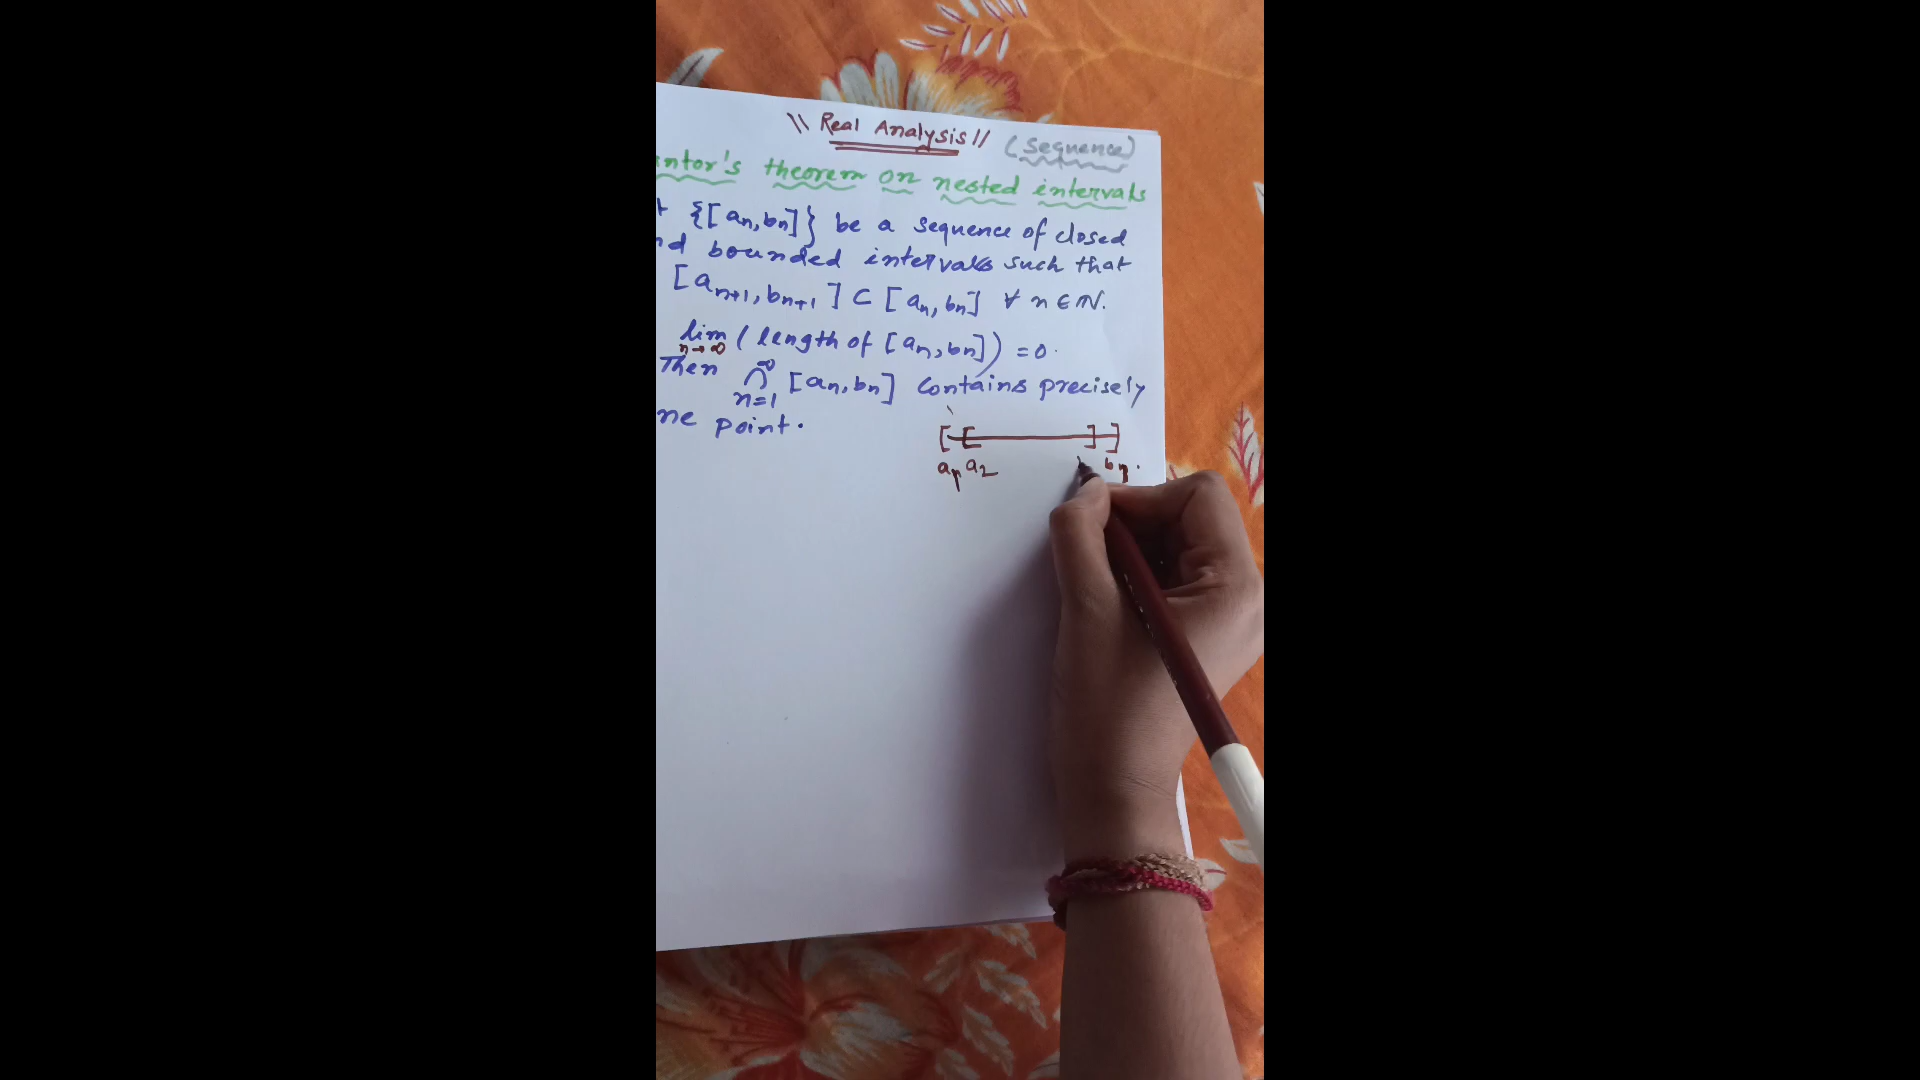 \\ Real Analysis // (Sequence)
ntor's theorem on nested intervals
{[an, bn]} be a sequence of closed
nd bounded intervals such that
[an+1, bn+1] ⊂ [an, bn] ∀ n ∈ ℕ.
lim n→∞ (length of [an, bn]) = 0.
Then ∩ n=1 ∞ [an, bn] contains precisely
ne point.
a1 a2 b1.